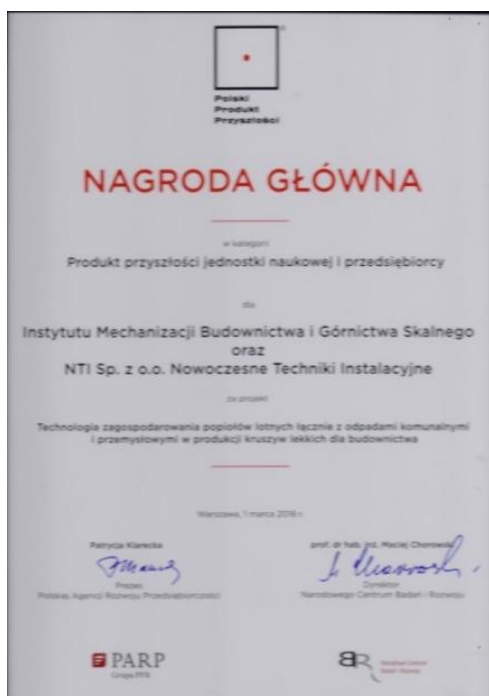 Polski
Produkt
Przyszłości
NAGRODA GŁÓWNA
w kategorii
Produkt przyszłości jednostki naukowej i przedsiębiorcy
dla
Instytutu Mechanizacji Budownictwa i Górnictwa Skalnego
oraz
NTI Sp. z o.o. Nowoczesne Techniki Instalacyjne
za projekt
Technologia zagospodarowania popiołów lotnych łącznie z odpadami komunalnymi
i przemysłowymi w produkcji kruszyw lekkich dla budownictwa
Warszawa, 1 marca 2018 r.
Patrycja Klarecka prof. dr hab. inż. Maciej Chorowski
Prezes Dyrektor
Polskiej Agencji Rozwoju Przedsiębiorczości Narodowego Centrum Badań i Rozwoju
PARP
Grupa PFR